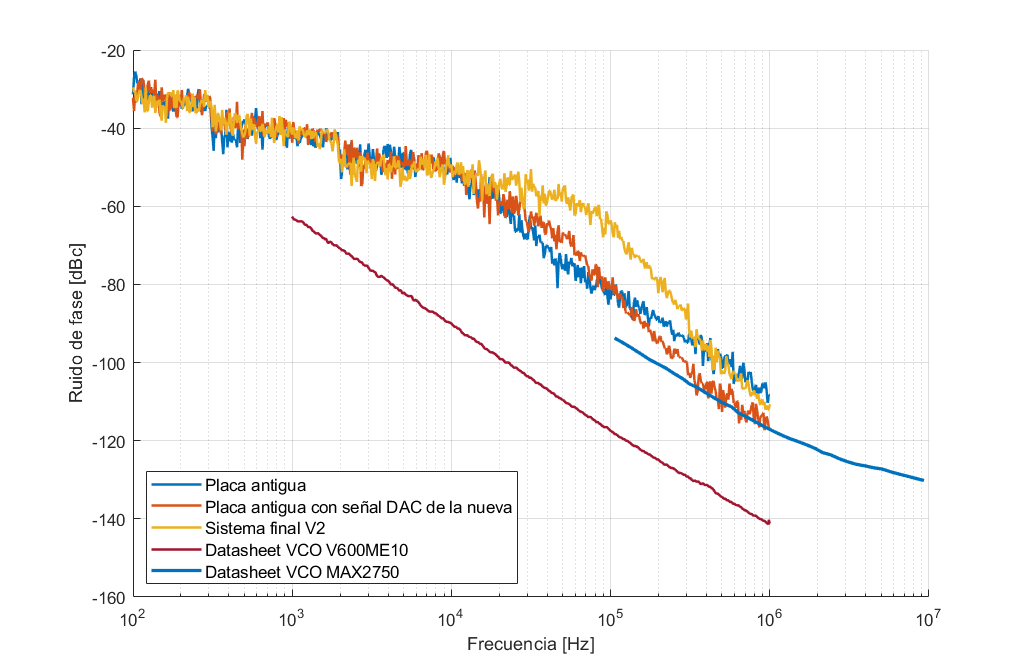 -20
-40
-60
-80
-100
-120
-140
-160
Ruido de fase [dBc]
10^2 10^3 10^4 10^5 10^6 10^7
Frecuencia [Hz]
Placa antigua
Placa antigua con señal DAC de la nueva
Sistema final V2
Datasheet VCO V600ME10
Datasheet VCO MAX2750